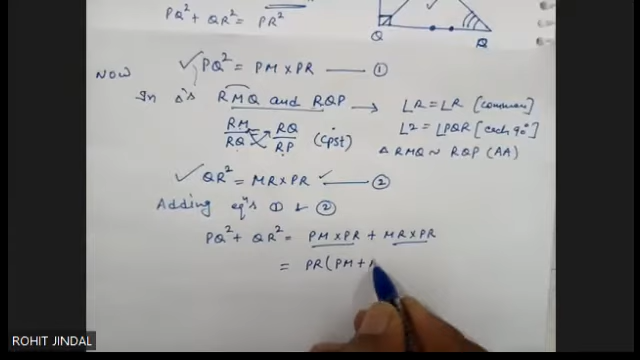 PQ² + QR² = PR²
Q
R
NOW
PQ² = PM × PR ——— ①
In Δ's RMQ and RQP →
∠R = ∠R [common]
RM/RQ = RQ/RP (cpst)
∠2 = ∠PQR [each 90°]
Δ RMQ ~ RQP (AA)
QR² = MR × PR ——— ②
Adding eqⁿs ① & ②
PQ² + QR² = PM × PR + MR × PR
= PR (PM +
ROHIT JINDAL